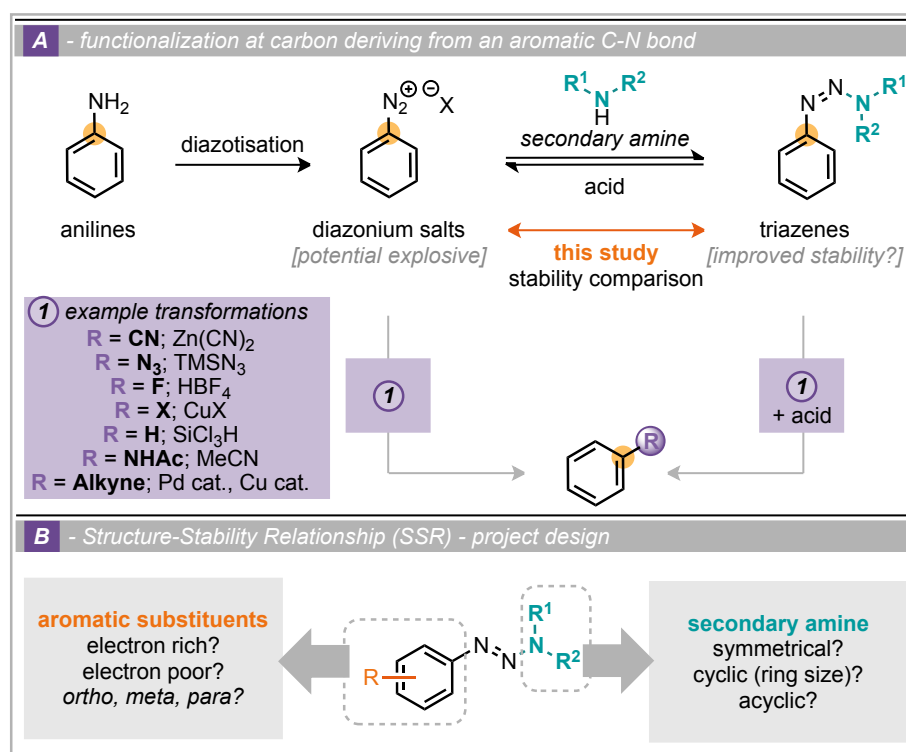 A - functionalization at carbon deriving from an aromatic C-N bond
NH2
diazotisation
N2 ⊕ ⊖ X
R1 R2
N
H
secondary amine
acid
N N N R1
R2
anilines
diazonium salts
[potential explosive]
this study
stability comparison
triazenes
[improved stability?]
1 example transformations
R = CN; Zn(CN)2
R = N3; TMSN3
R = F; HBF4
R = X; CuX
R = H; SiCl3H
R = NHAc; MeCN
R = Alkyne; Pd cat., Cu cat.
1
R
1
+ acid
B - Structure-Stability Relationship (SSR) - project design
aromatic substituents
electron rich?
electron poor?
ortho, meta, para?
R
N N N R1
R2
secondary amine
symmetrical?
cyclic (ring size)?
acyclic?